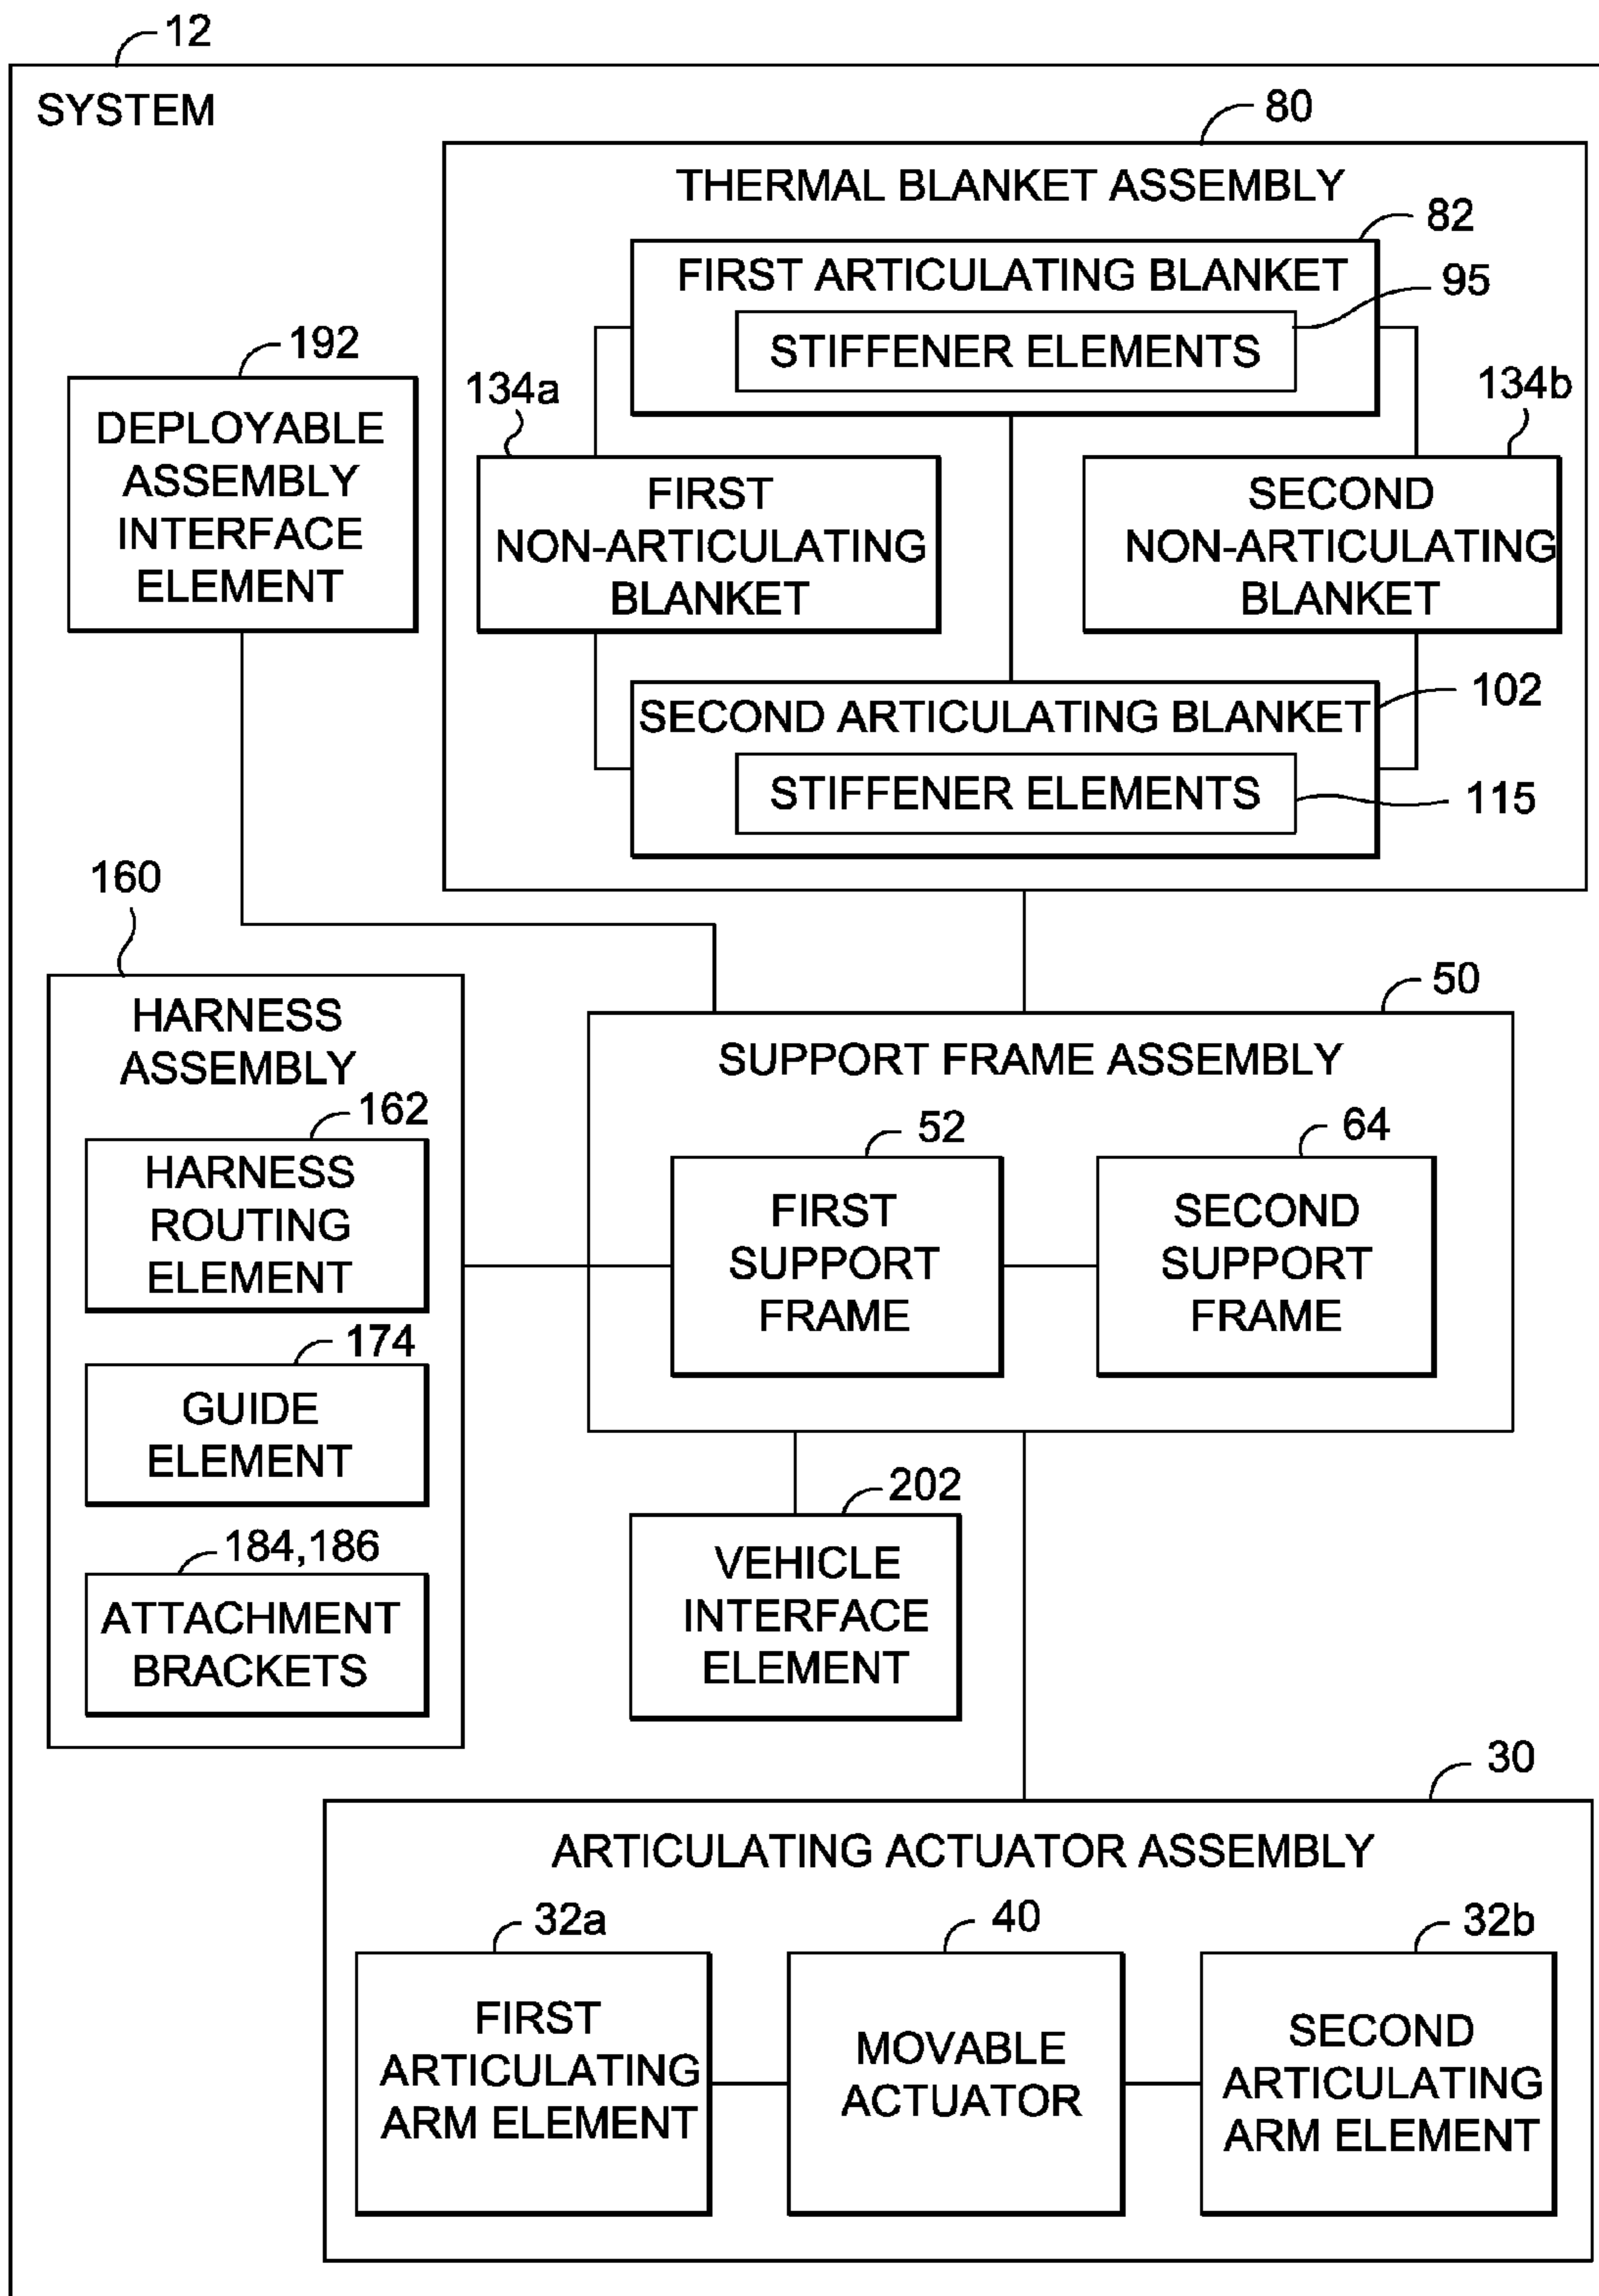 12
SYSTEM
80
THERMAL BLANKET ASSEMBLY
82
FIRST ARTICULATING BLANKET
95
STIFFENER ELEMENTS
192
DEPLOYABLE
ASSEMBLY
INTERFACE
ELEMENT
134a
FIRST
NON-ARTICULATING
BLANKET
134b
SECOND
NON-ARTICULATING
BLANKET
102
SECOND ARTICULATING BLANKET
STIFFENER ELEMENTS
115
160
HARNESS
ASSEMBLY
162
HARNESS
ROUTING
ELEMENT
174
GUIDE
ELEMENT
184,186
ATTACHMENT
BRACKETS
50
SUPPORT FRAME ASSEMBLY
52
FIRST
SUPPORT
FRAME
64
SECOND
SUPPORT
FRAME
202
VEHICLE
INTERFACE
ELEMENT
30
ARTICULATING ACTUATOR ASSEMBLY
32a
FIRST
ARTICULATING
ARM ELEMENT
40
MOVABLE
ACTUATOR
32b
SECOND
ARTICULATING
ARM ELEMENT